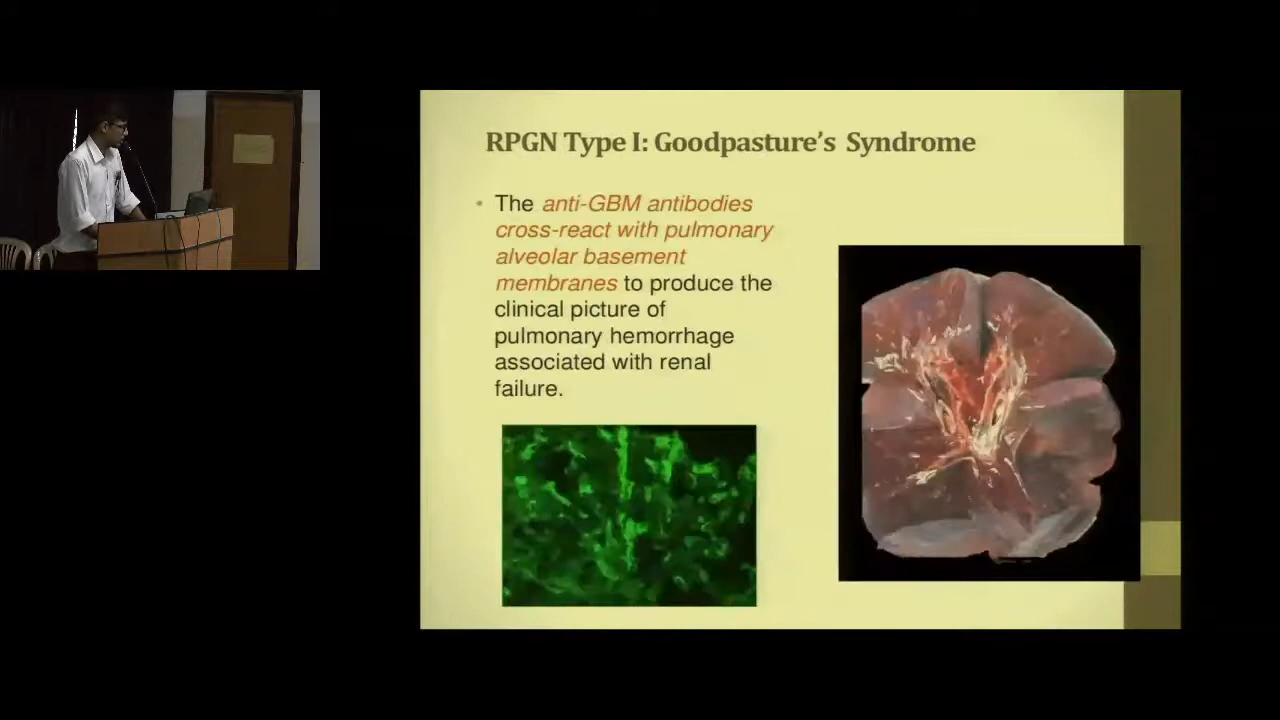 RPGN Type I: Goodpasture's Syndrome
• The anti-GBM antibodies
cross-react with pulmonary
alveolar basement
membranes to produce the
clinical picture of
pulmonary hemorrhage
associated with renal
failure.